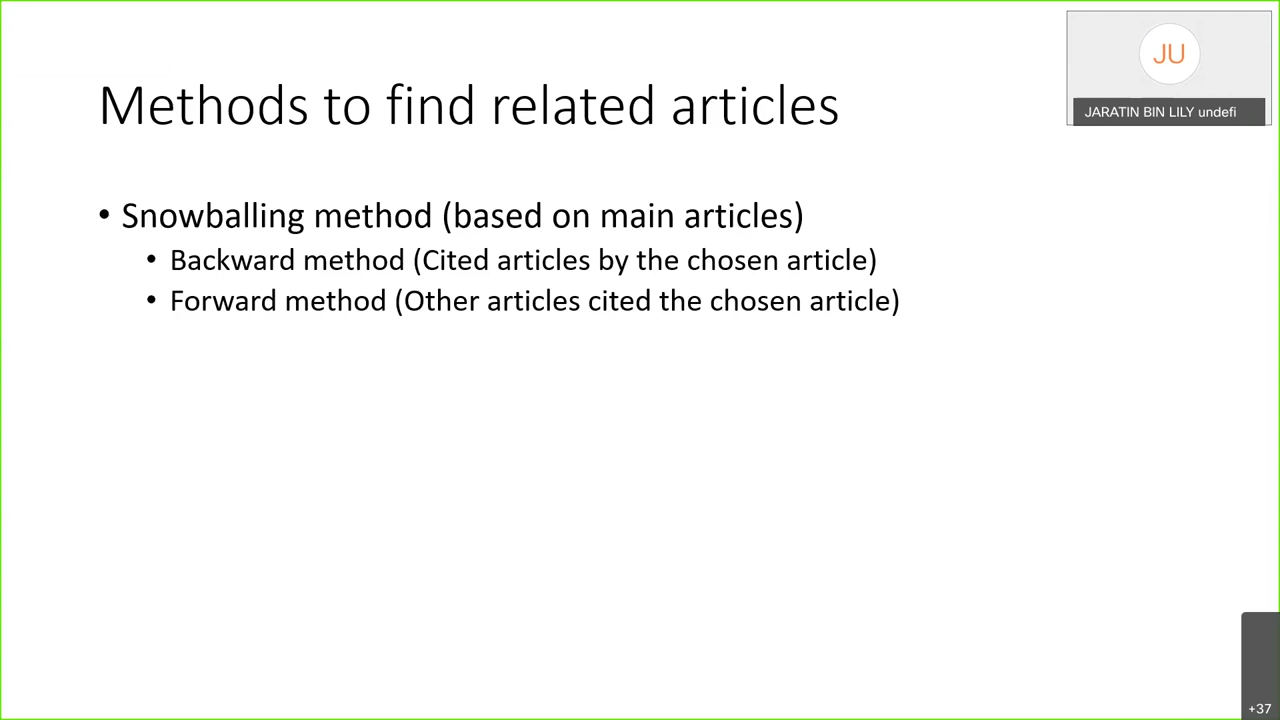 JU
JARATIN BIN LILY undefi
Methods to find related articles
• Snowballing method (based on main articles)
• Backward method (Cited articles by the chosen article)
• Forward method (Other articles cited the chosen article)
+37